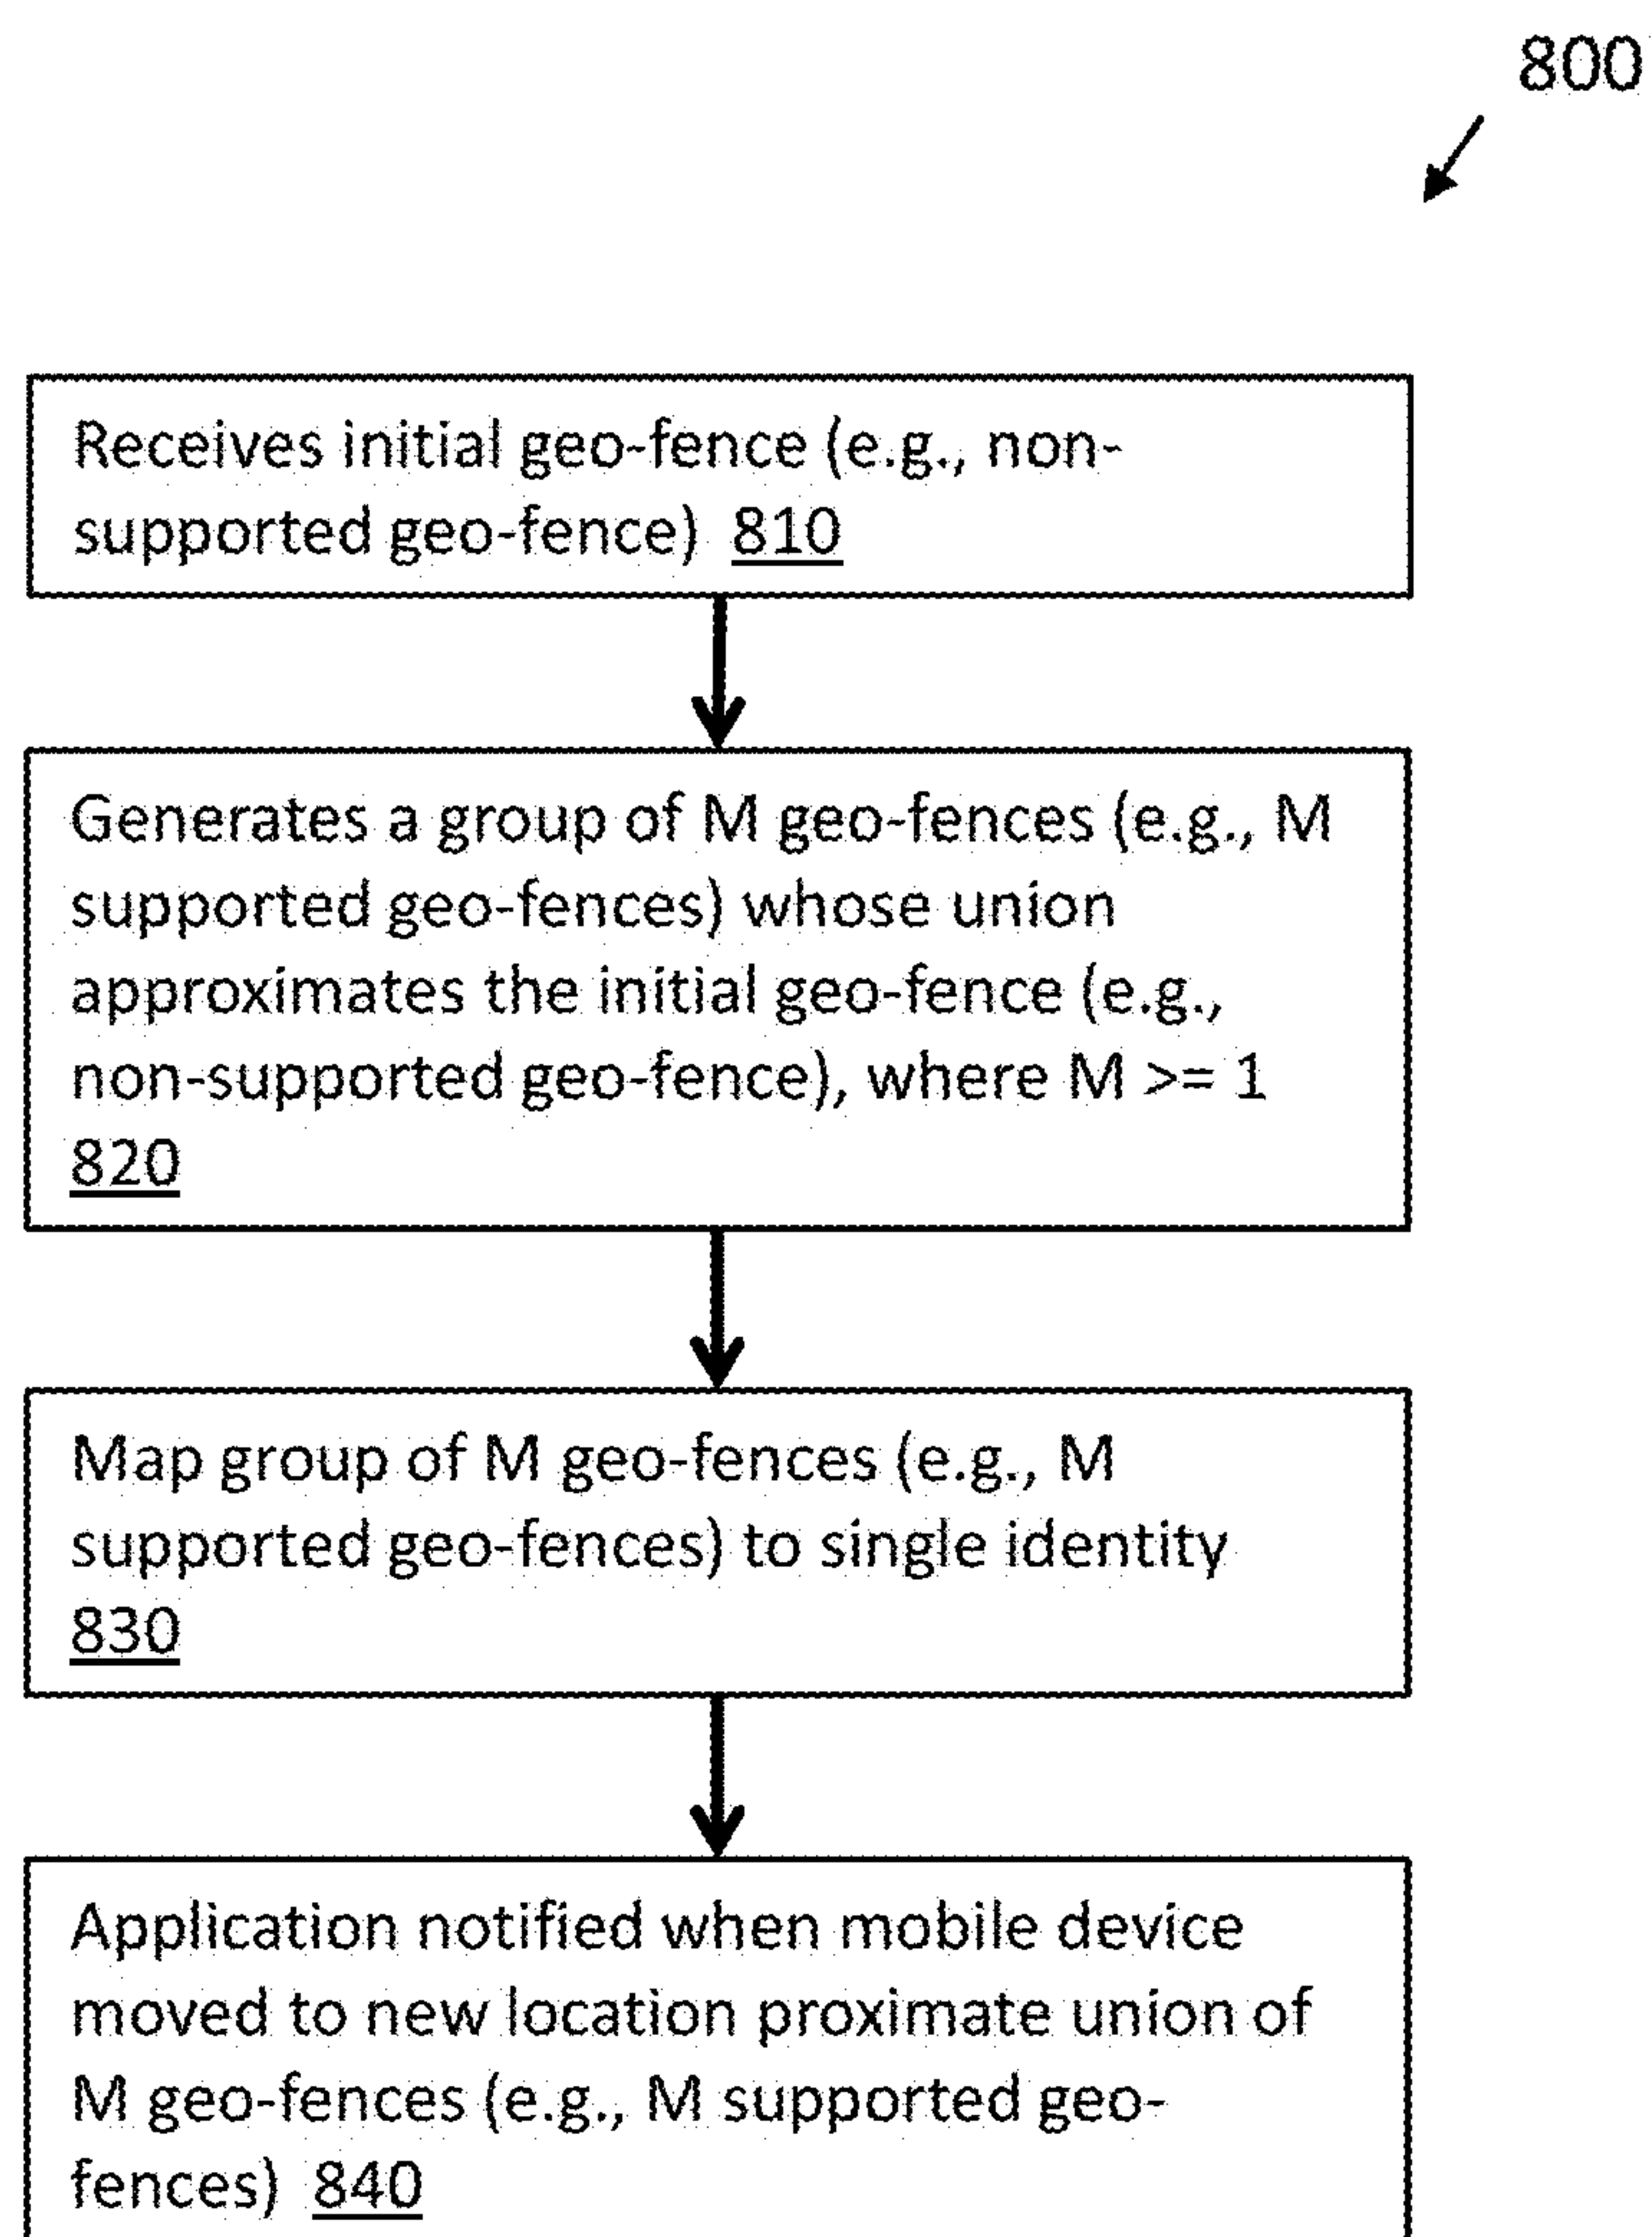 800
Receives initial geo-fence (e.g., non-
supported geo-fence) 810
Generates a group of M geo-fences (e.g., M
supported geo-fences) whose union
approximates the initial geo-fence (e.g.,
non-supported geo-fence), where M >= 1
820
Map group of M geo-fences (e.g., M
supported geo-fences) to single identity
830
Application notified when mobile device
moved to new location proximate union of
M geo-fences (e.g., M supported geo-
fences) 840